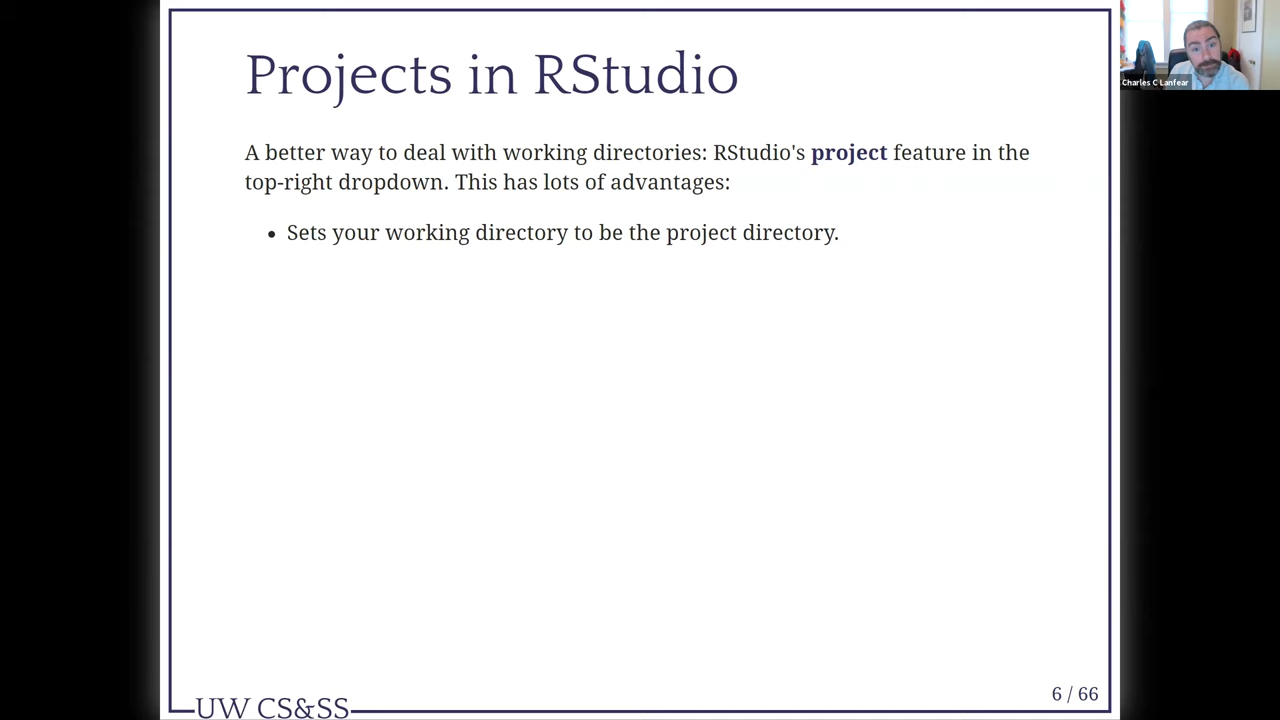 Projects in RStudio
A better way to deal with working directories: RStudio's project feature in the
top-right dropdown. This has lots of advantages:
• Sets your working directory to be the project directory.
UW CS&SS
6 / 66
Charles C Lanfear